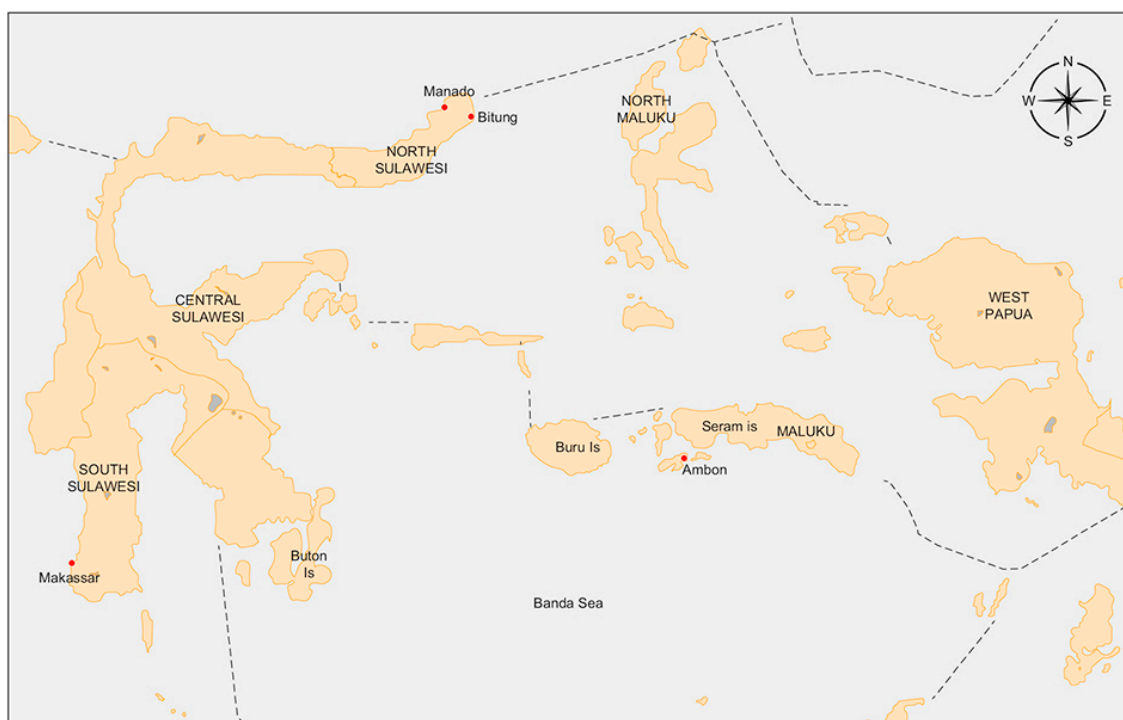 N
W
E
S
Manado
Bitung
NORTH
SULAWESI
NORTH
MALUKU
CENTRAL
SULAWESI
WEST
PAPUA
Buru Is
Seram is
MALUKU
Ambon
SOUTH
SULAWESI
Makassar
Buton
Is
Banda Sea